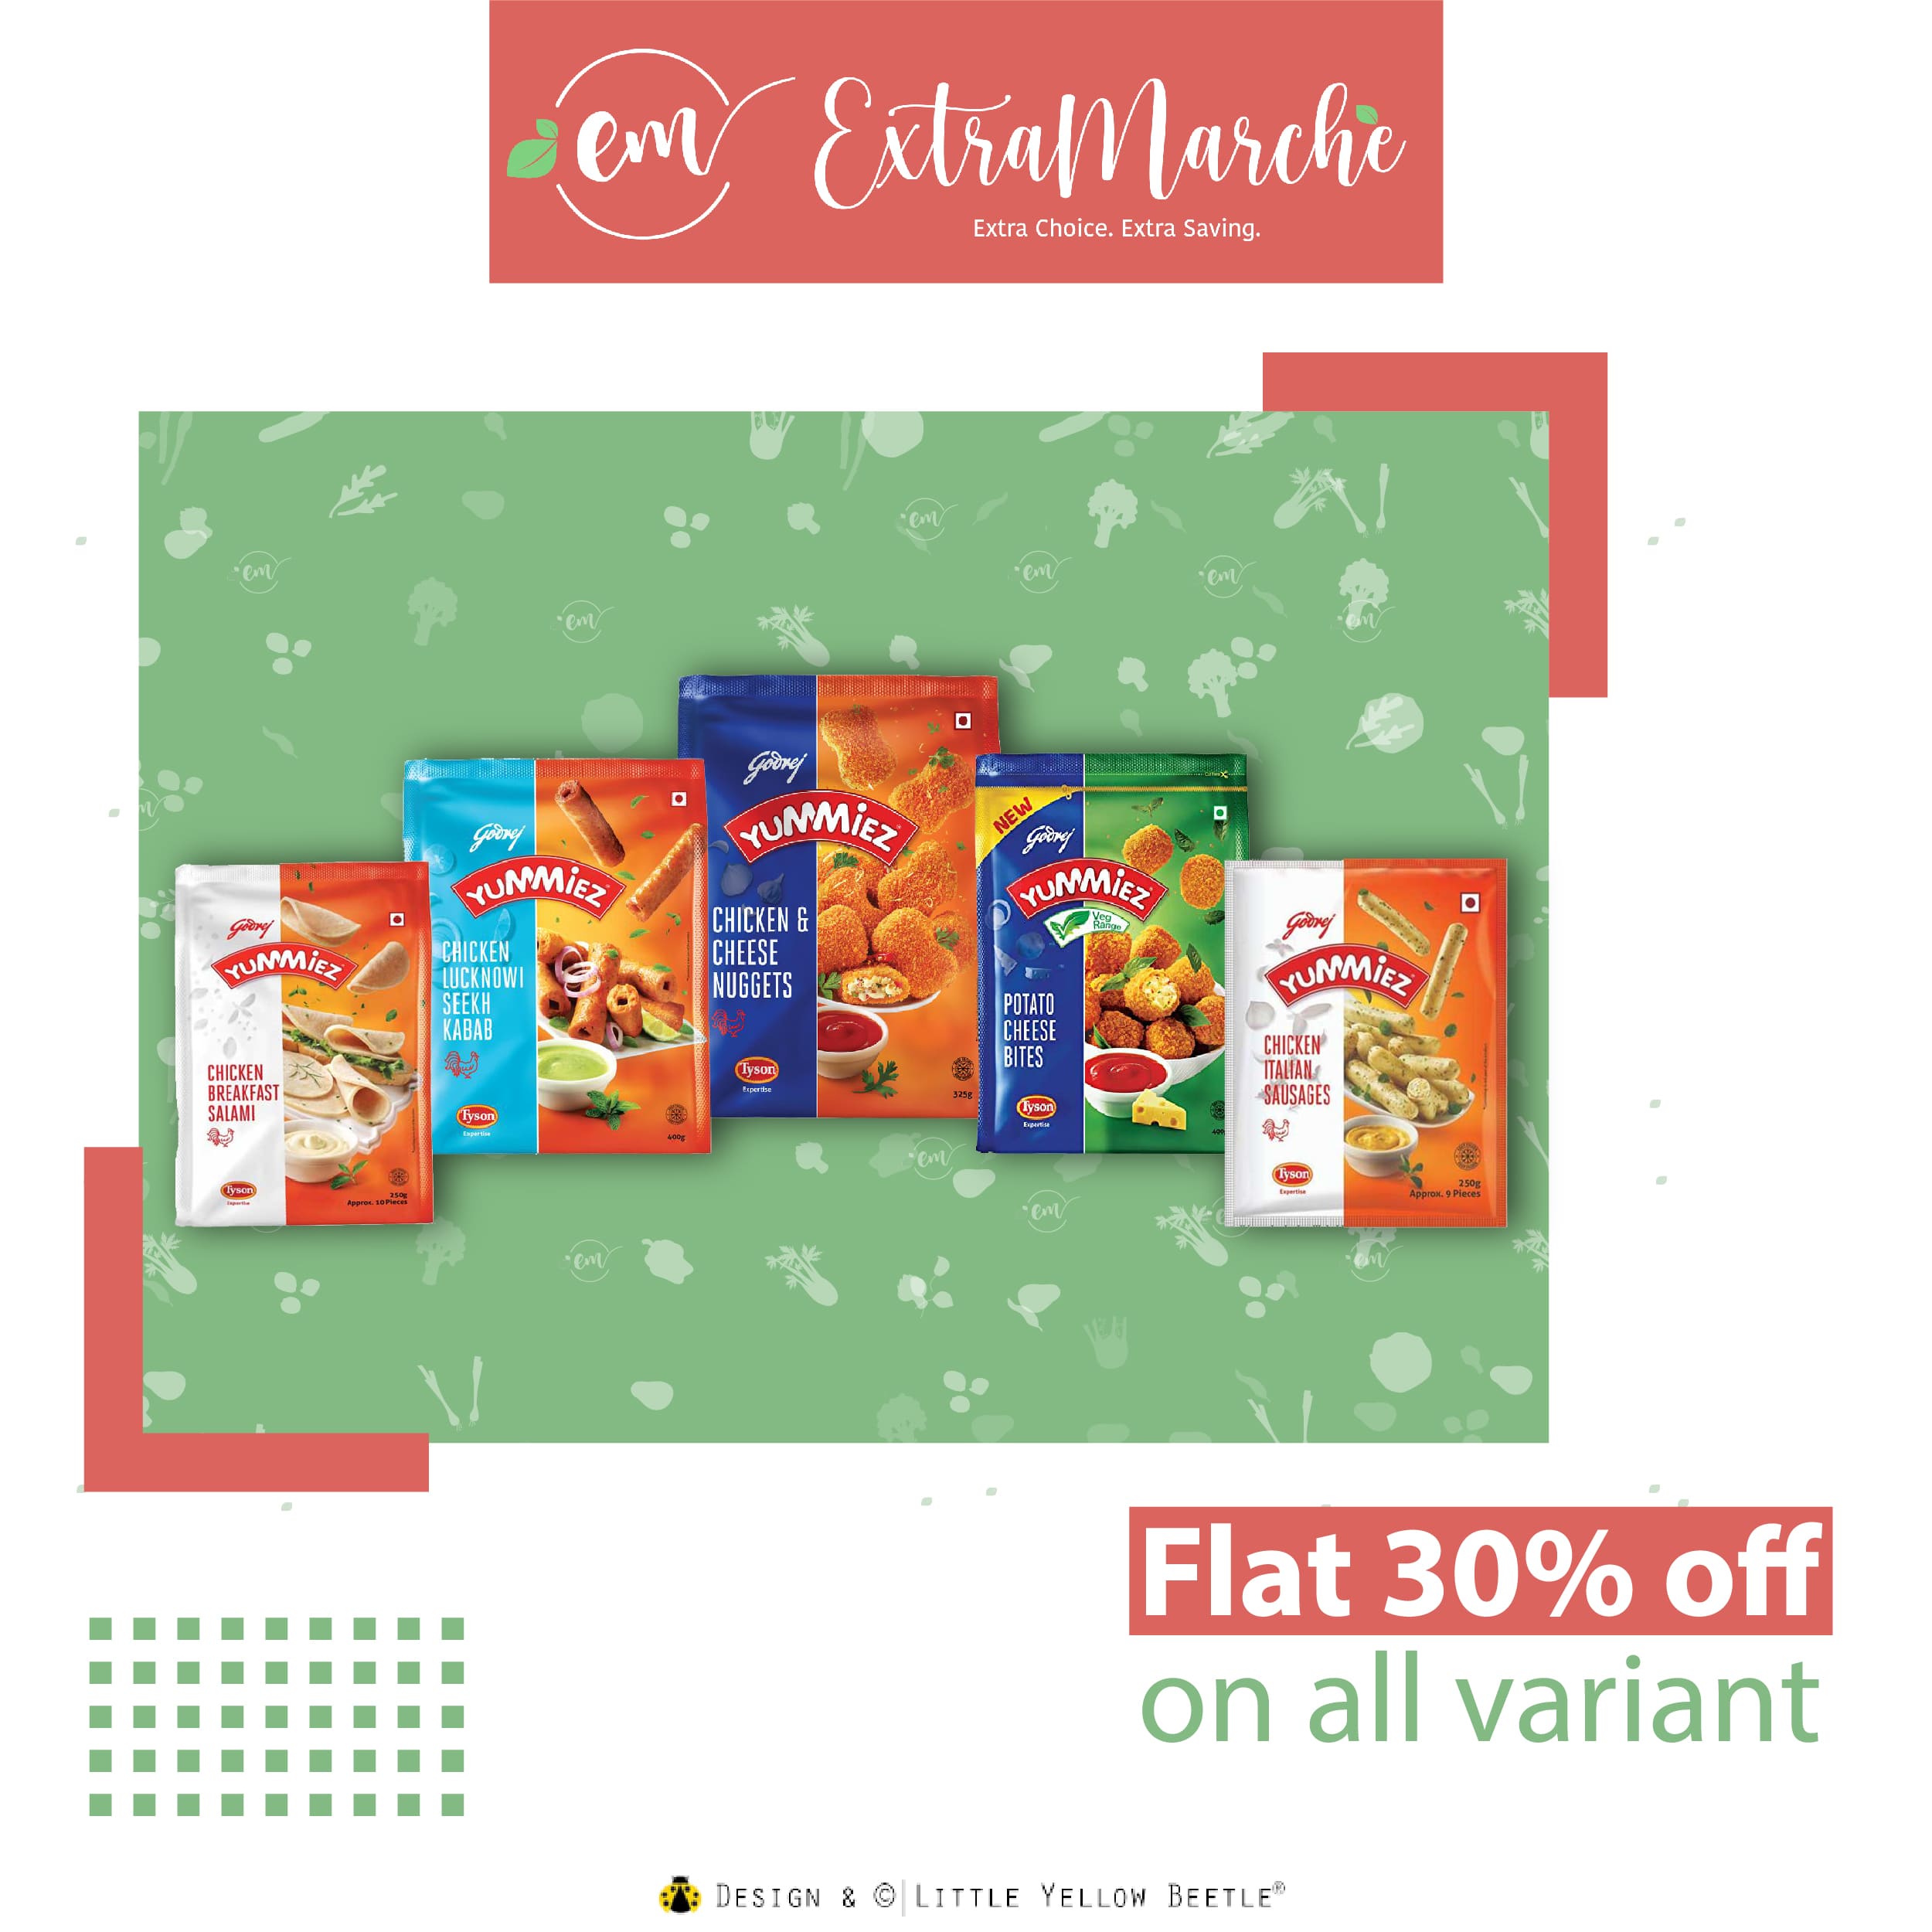 em
ExtraMarche
Extra Choice. Extra Saving.
Godrej
YUMMiEZ
CHICKEN
BREAKFAST
SALAMI
Tyson
Expertise
250g
Approx. 10 Pieces
Godrej
YUMMiEZ
CHICKEN
LUCKNOWI
SEEKH
KABAB
Tyson
Expertise
400g
Godrej
YUMMiEZ
CHICKEN &
CHEESE
NUGGETS
Tyson
Expertise
325g
NEW
Godrej
YUMMiEZ
Veg
Range
POTATO
CHEESE
BITES
Tyson
Expertise
Godrej
YUMMiEZ
CHICKEN
ITALIAN
SAUSAGES
Tyson
Expertise
250g
Approx. 9 Pieces
Flat 30% off
on all variant
DESIGN & © LITTLE YELLOW BEETLE®